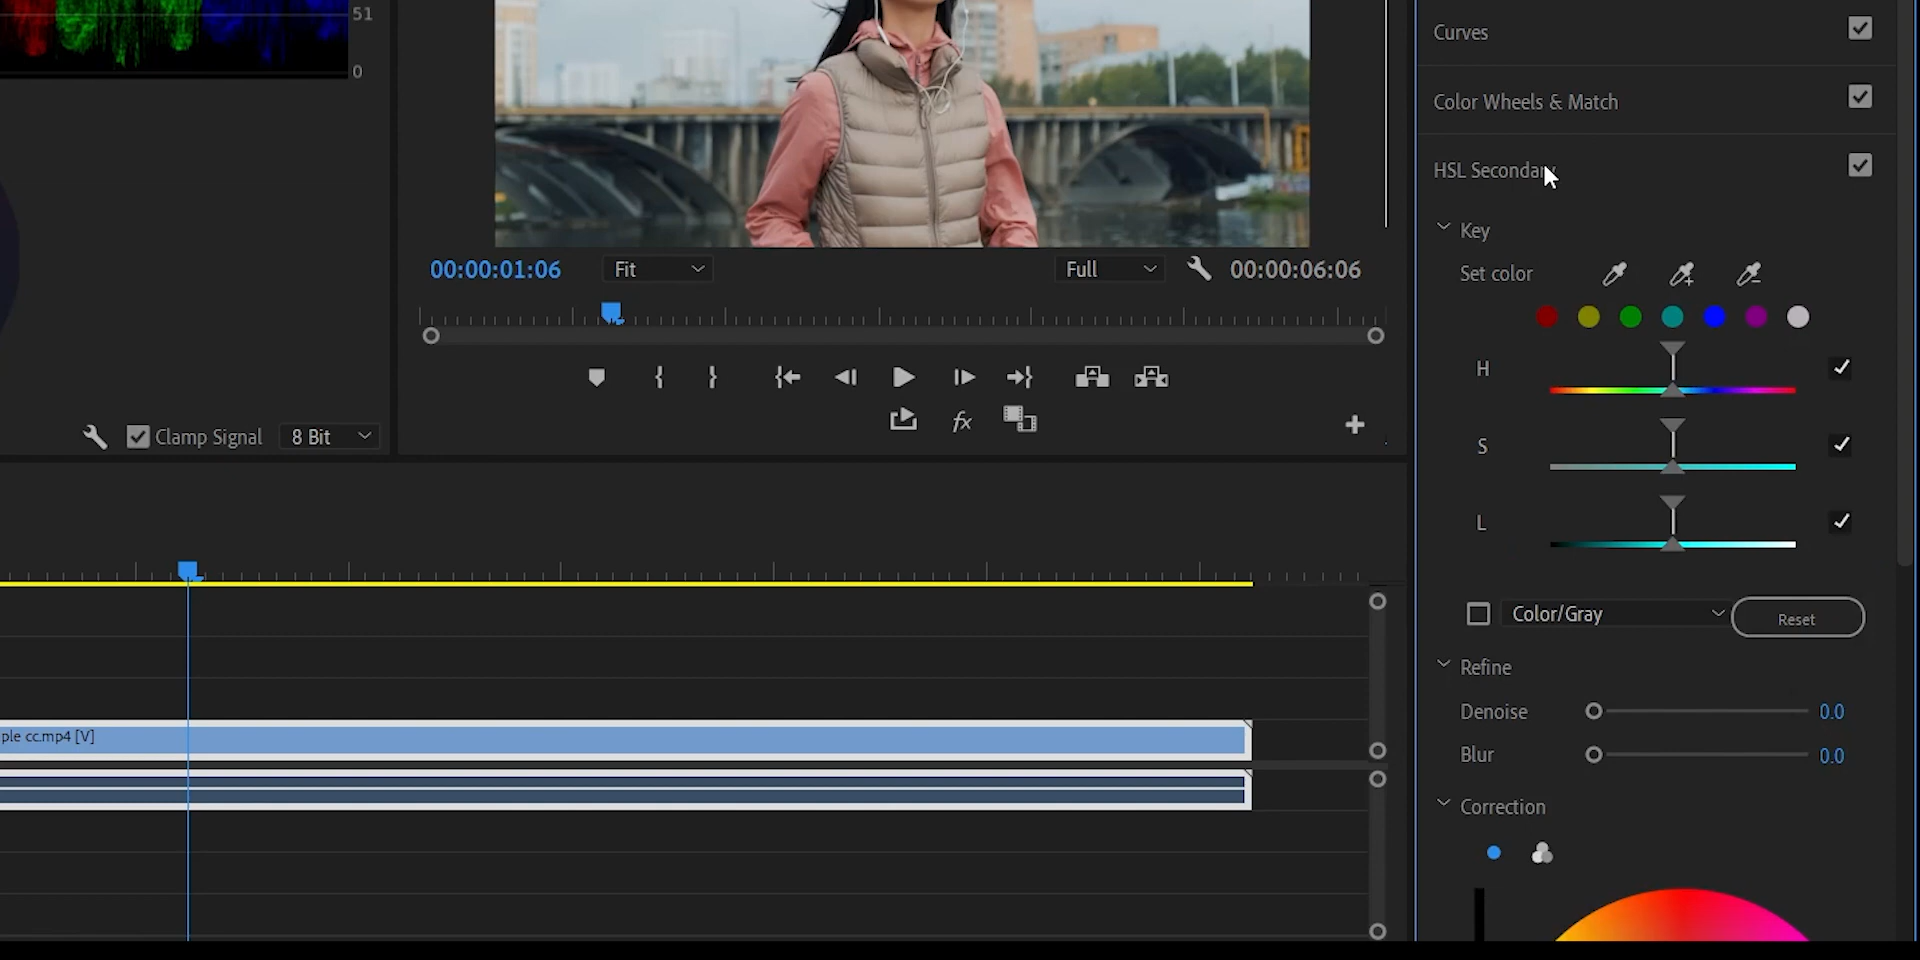 51
0
Clamp Signal
8 Bit
00:00:01:06
Fit
Full
00:00:06:06
fx
ple cc.mp4 [V]
Curves
Color Wheels & Match
HSL Secondary
Key
Set color
H
S
L
Color/Gray
Reset
Refine
Denoise
0.0
Blur
0.0
Correction